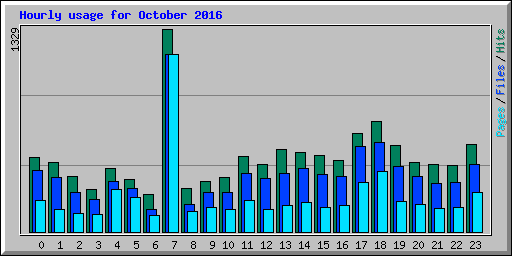 Hourly usage for October 2016
1329
Pages/Files/Hits
0 1 2 3 4 5 6 7 8 9 10 11 12 13 14 15 16 17 18 19 20 21 22 23